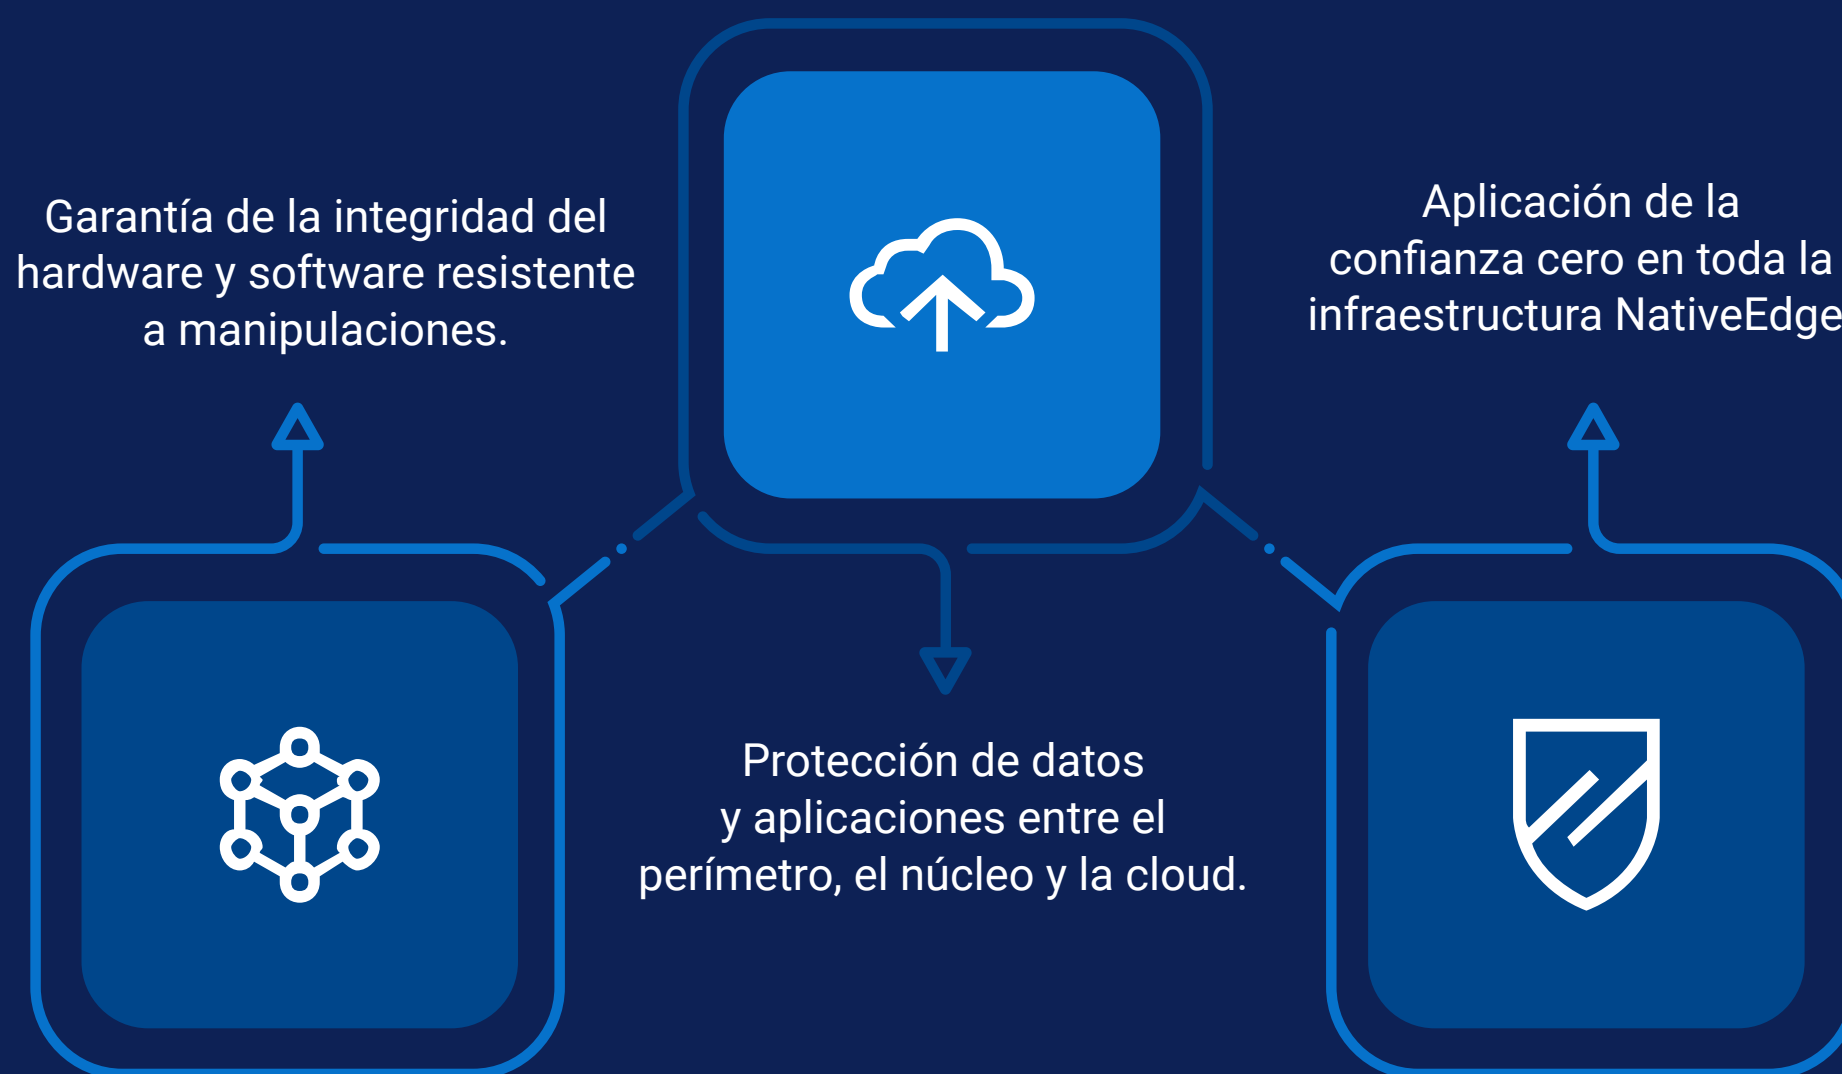 Garantía de la integridad del
hardware y software resistente
a manipulaciones.
Protección de datos
y aplicaciones entre el
perímetro, el núcleo y la cloud.
Aplicación de la
confianza cero en toda la
infraestructura NativeEdge